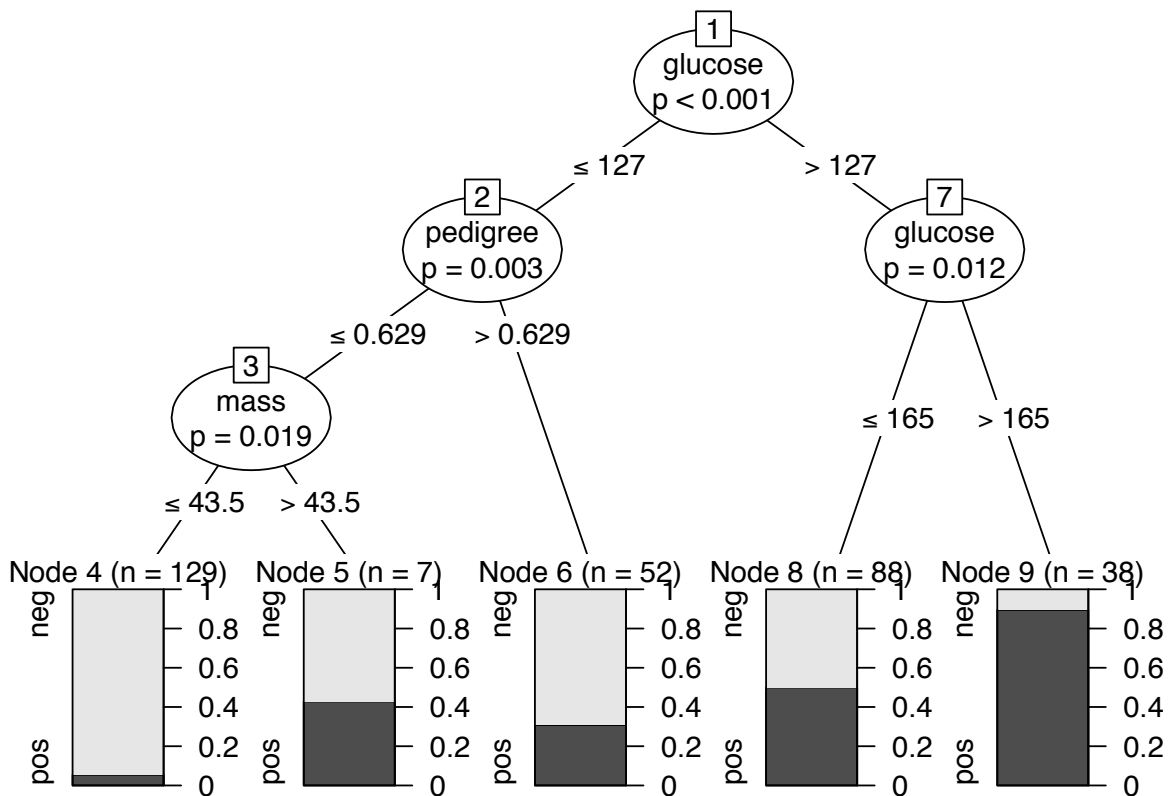 1
glucose
p < 0.001
≤ 127
> 127
2
pedigree
p = 0.003
7
glucose
p = 0.012
≤ 0.629
> 0.629
3
mass
p = 0.019
≤ 165
> 165
≤ 43.5
> 43.5
Node 4 (n = 129)
neg
pos
1
0.8
0.6
0.4
0.2
0
Node 5 (n = 7)
neg
pos
1
0.8
0.6
0.4
0.2
0
Node 6 (n = 52)
neg
pos
1
0.8
0.6
0.4
0.2
0
Node 8 (n = 88)
neg
pos
1
0.8
0.6
0.4
0.2
0
Node 9 (n = 38)
neg
pos
1
0.8
0.6
0.4
0.2
0